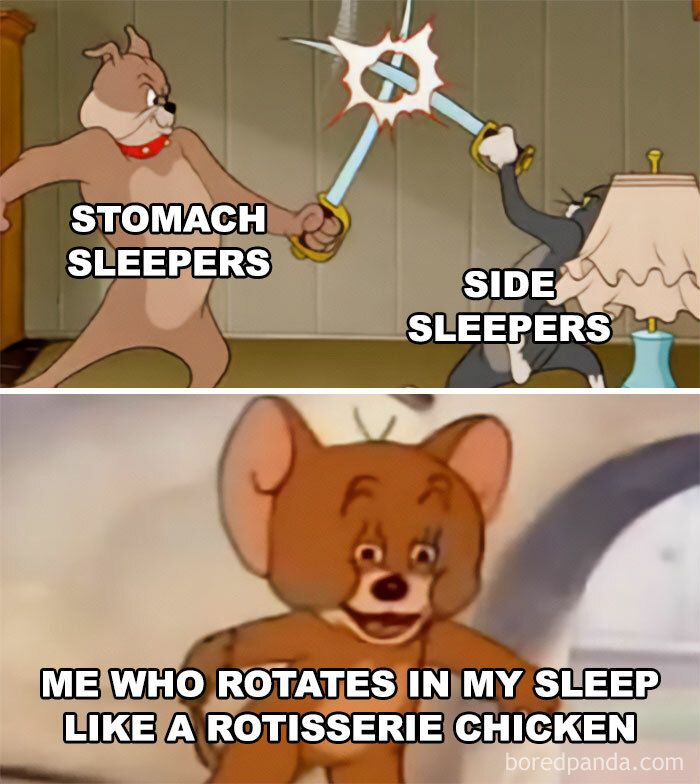 STOMACH
SLEEPERS
SIDE
SLEEPERS
ME WHO ROTATES IN MY SLEEP
LIKE A ROTISSERIE CHICKEN
boredpanda.com